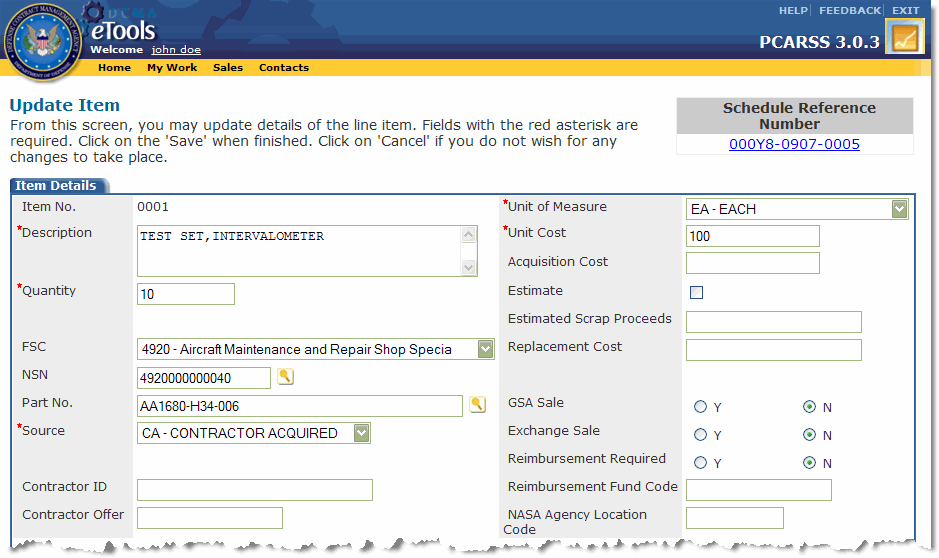 HELP FEEDBACK EXIT
DCMA
eTools
Welcome john doe
PCARSS 3.0.3
Home My Work Sales Contacts
Update Item
From this screen, you may update details of the line item. Fields with the red asterisk are
required. Click on the 'Save' when finished. Click on 'Cancel' if you do not wish for any
changes to take place.
Schedule Reference
Number
000Y8-0907-0005
Item Details
Item No. 0001
*Description TEST SET,INTERVALOMETER
*Quantity 10
FSC 4920 - Aircraft Maintenance and Repair Shop Specia
NSN 4920000000040
Part No. AA1680-H34-006
*Source CA - CONTRACTOR ACQUIRED
Contractor ID
Contractor Offer
*Unit of Measure EA - EACH
*Unit Cost 100
Acquisition Cost
Estimate
Estimated Scrap Proceeds
Replacement Cost
GSA Sale Y N
Exchange Sale Y N
Reimbursement Required Y N
Reimbursement Fund Code
NASA Agency Location
Code